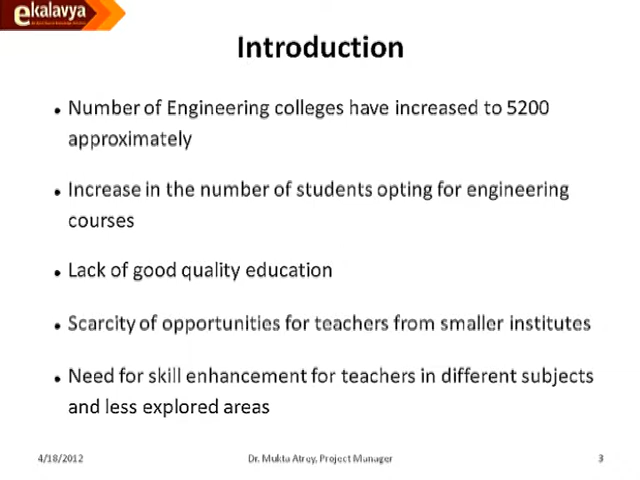 ekalavya
Introduction
• Number of Engineering colleges have increased to 5200
approximately
• Increase in the number of students opting for engineering
courses
• Lack of good quality education
• Scarcity of opportunities for teachers from smaller institutes
• Need for skill enhancement for teachers in different subjects
and less explored areas
4/18/2012 Dr. Mukta Atrey, Project Manager 3